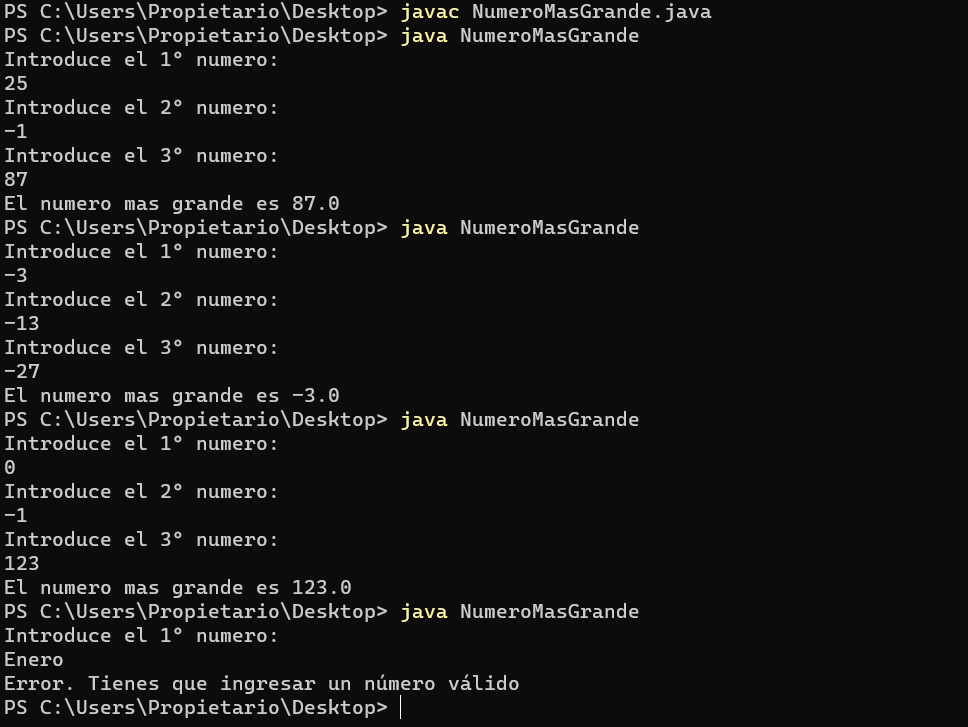 PS C:\Users\Propietario\Desktop> javac NumeroMasGrande.java
PS C:\Users\Propietario\Desktop> java NumeroMasGrande
Introduce el 1° numero:
25
Introduce el 2° numero:
-1
Introduce el 3° numero:
87
El numero mas grande es 87.0
PS C:\Users\Propietario\Desktop> java NumeroMasGrande
Introduce el 1° numero:
-3
Introduce el 2° numero:
-13
Introduce el 3° numero:
-27
El numero mas grande es -3.0
PS C:\Users\Propietario\Desktop> java NumeroMasGrande
Introduce el 1° numero:
0
Introduce el 2° numero:
-1
Introduce el 3° numero:
123
El numero mas grande es 123.0
PS C:\Users\Propietario\Desktop> java NumeroMasGrande
Introduce el 1° numero:
Enero
Error. Tienes que ingresar un número válido
PS C:\Users\Propietario\Desktop>